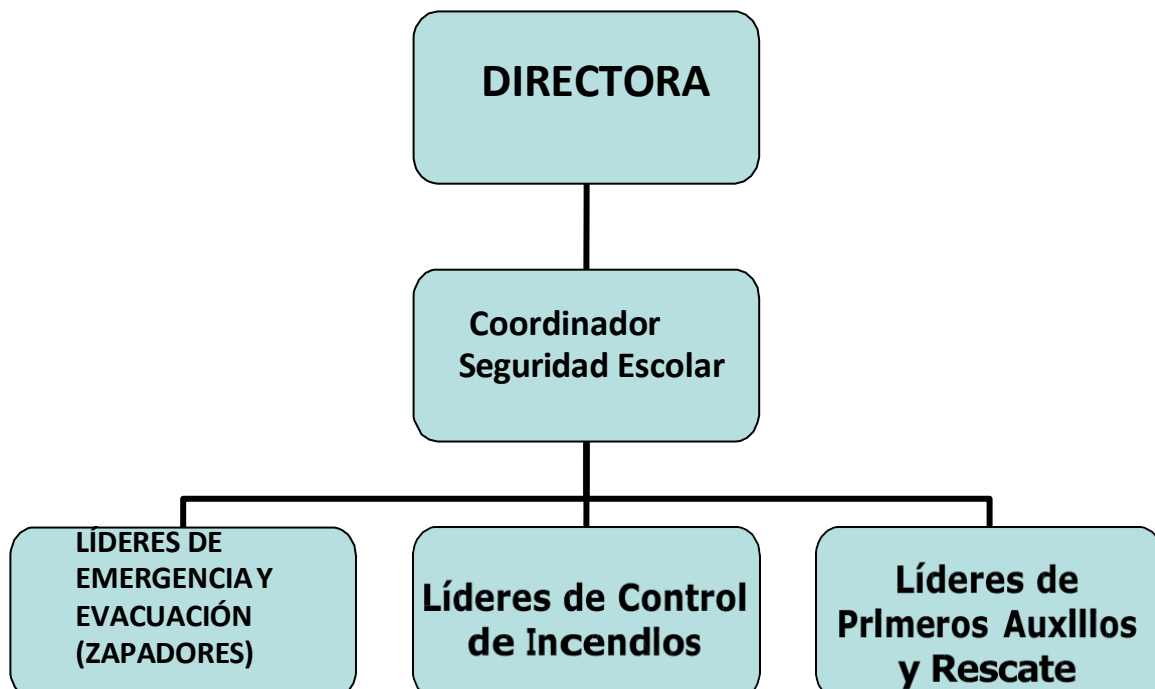 DIRECTORA
Coordinador
Seguridad Escolar
LÍDERES DE
EMERGENCIA Y
EVACUACIÓN
(ZAPADORES)
Líderes de Control
de Incendlos
Líderes de
Prlmeros Auxlllos
y Rescate